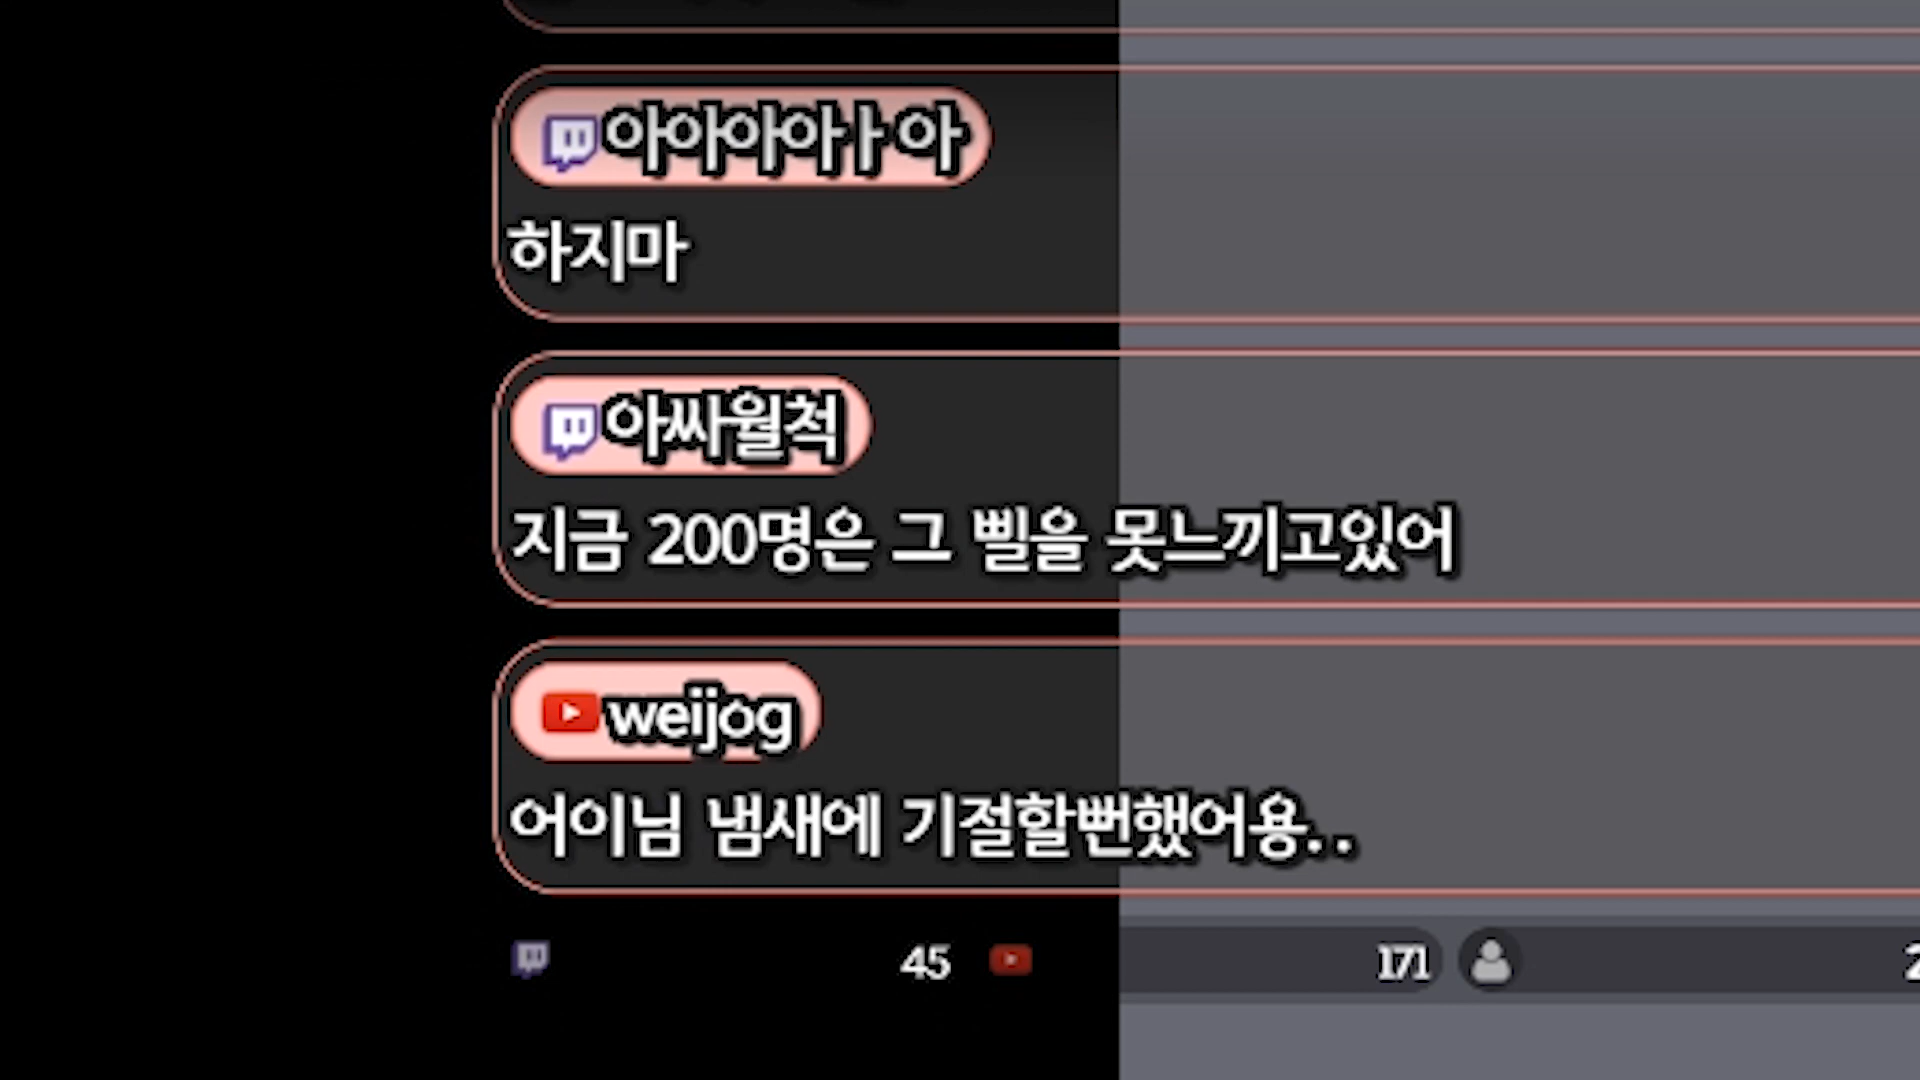 아아아아ㅏ아
하지마
아싸월척
지금 200명은 그 삘을 못느끼고있어
weijog
어이님 냄새에 기절할뻔했어용..
45 171